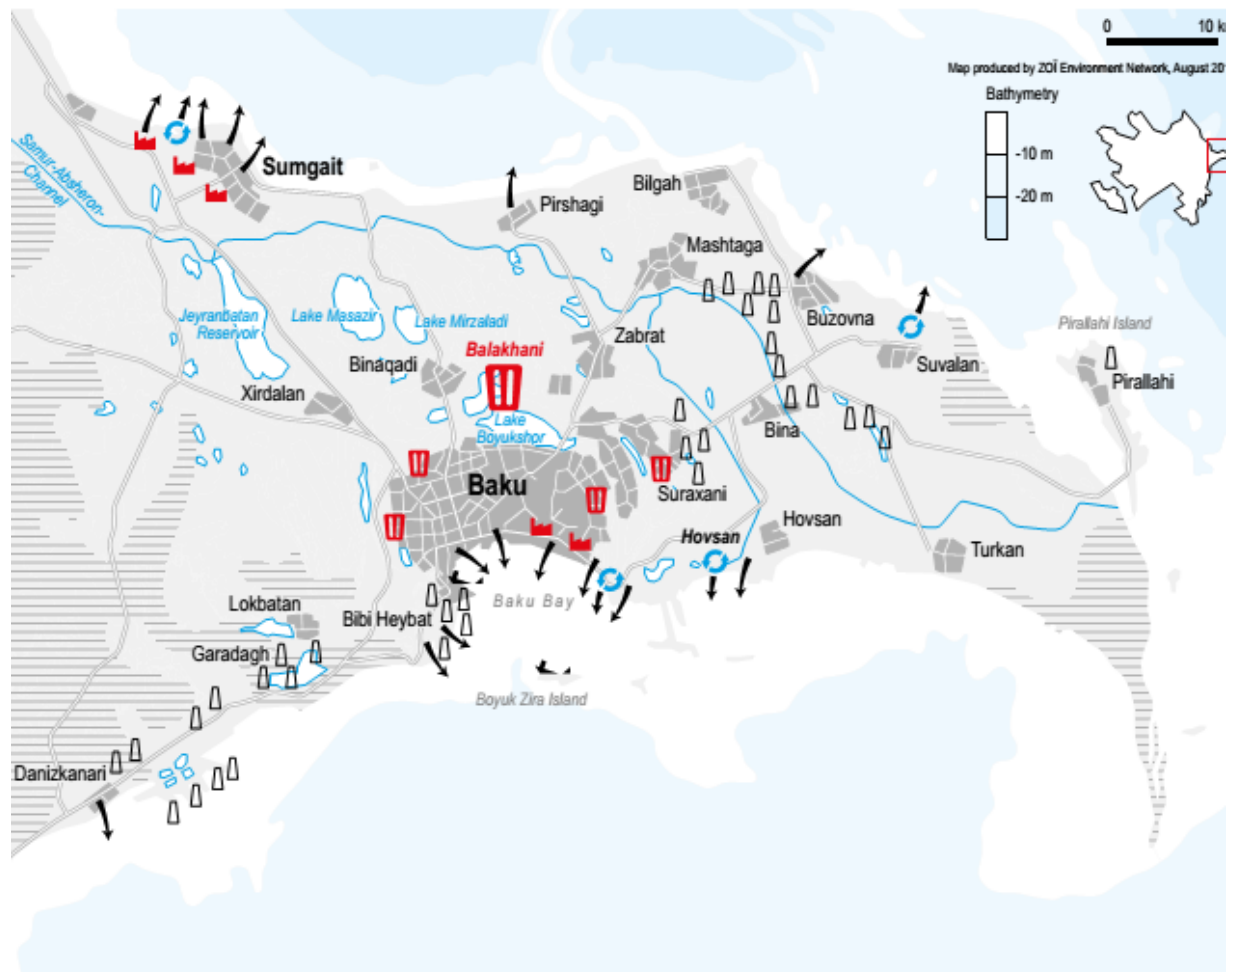 0 10 k
Map produced by ZOÏ Environment Network, August 201
Bathymetry
-10 m
-20 m
Samur-Absheron-
Channel
Sumgait
Pirshagi
Bilgah
Mashtaga
Buzovna
Jeyranbatan
Reservoir
Lake Masazir
Lake Mirzaladi
Zabrat
Pirallahi Island
Binaqadi
Balakhani
Suvalan
Pirallahi
Xirdalan
Lake
Boyukshor
Bina
Baku
Suraxani
Hovsan
Hovsan
Turkan
Lokbatan
Bibi Heybat
Baku Bay
Garadagh
Boyuk Zira Island
Danizkanari